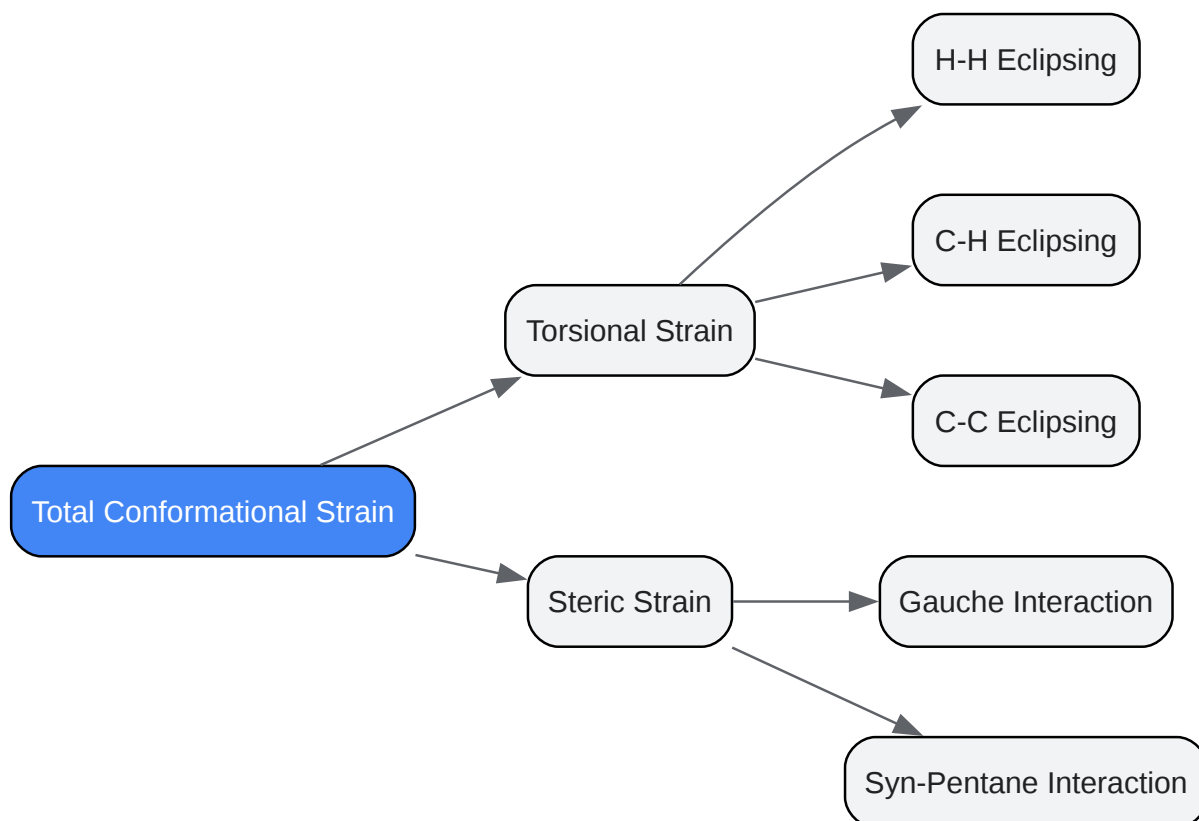 H-H Eclipsing
C-H Eclipsing
Torsional Strain
C-C Eclipsing
Total Conformational Strain
Steric Strain
Gauche Interaction
Syn-Pentane Interaction